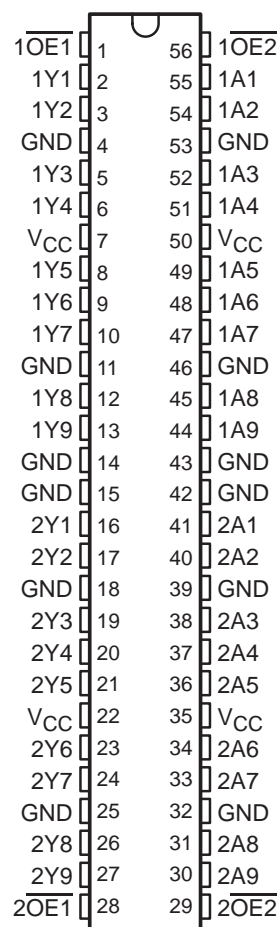 1OE1 1 56 1OE2
1Y1 2 55 1A1
1Y2 3 54 1A2
GND 4 53 GND
1Y3 5 52 1A3
1Y4 6 51 1A4
VCC 7 50 VCC
1Y5 8 49 1A5
1Y6 9 48 1A6
1Y7 10 47 1A7
GND 11 46 GND
1Y8 12 45 1A8
1Y9 13 44 1A9
GND 14 43 GND
GND 15 42 GND
2Y1 16 41 2A1
2Y2 17 40 2A2
GND 18 39 GND
2Y3 19 38 2A3
2Y4 20 37 2A4
2Y5 21 36 2A5
VCC 22 35 VCC
2Y6 23 34 2A6
2Y7 24 33 2A7
GND 25 32 GND
2Y8 26 31 2A8
2Y9 27 30 2A9
2OE1 28 29 2OE2